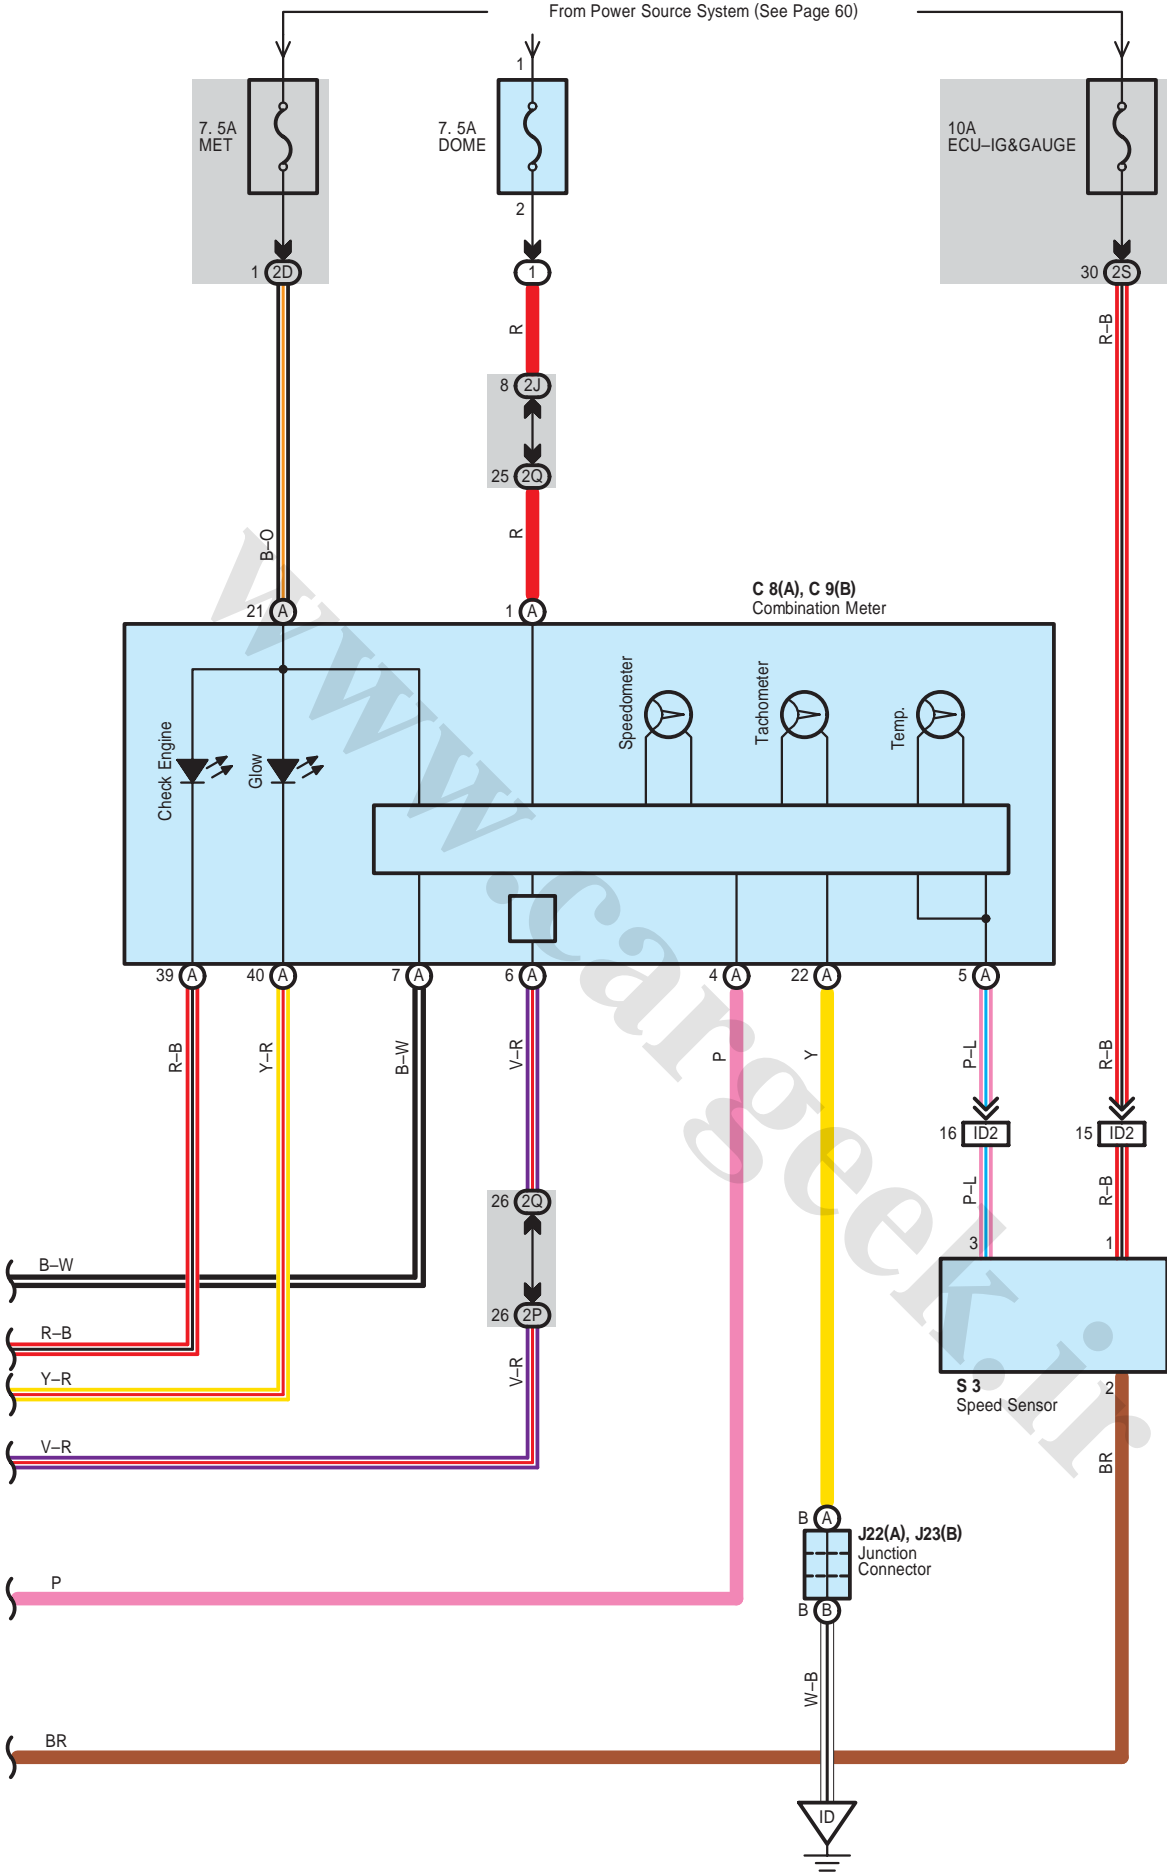 From Power Source System (See Page 60)
1
7. 5A
MET
7. 5A
DOME
10A
ECU–IG&GAUGE
2
1 2D
1
30 2S
R
R–B
8 2J
25 2Q
R
B–O
C 8(A), C 9(B)
Combination Meter
21 A
1 A
Speedometer
Tachometer
Temp.
Check Engine
Glow
39 A
40 A
7 A
6 A
4 A
22 A
5 A
R–B
Y–R
B–W
V–R
P
Y
P–L
R–B
16 ID2
15 ID2
P–L
R–B
26 2Q
3
1
B–W
26 2P
R–B
V–R
Y–R
S 3
Speed Sensor
2
V–R
BR
B A
J22(A), J23(B)
Junction
Connector
P
B B
W–B
BR
ID
www.cargeek.ir